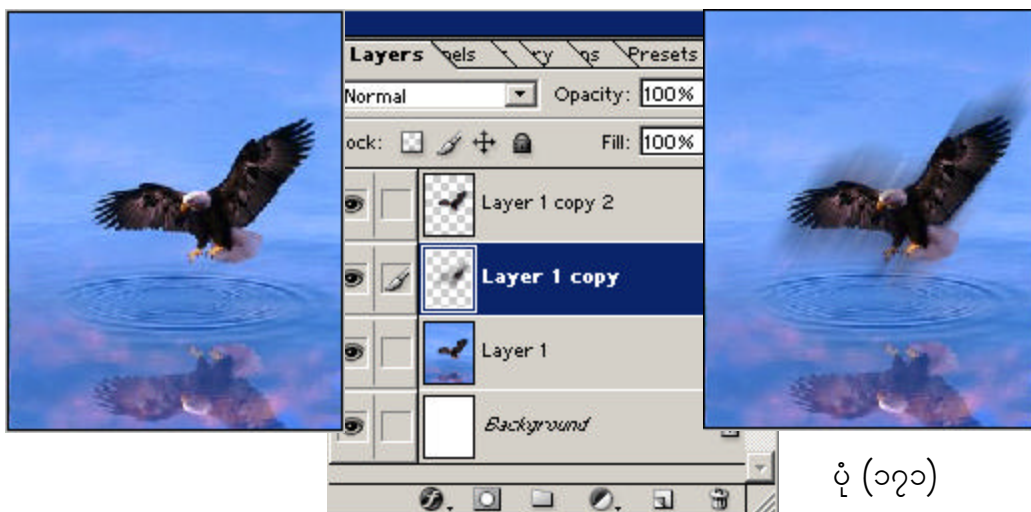 Layers
Presets
Normal Opacity: 100%
ock: Fill: 100%
Layer 1 copy 2
Layer 1 copy
Layer 1
Background
ပုံ (၁၇၁)